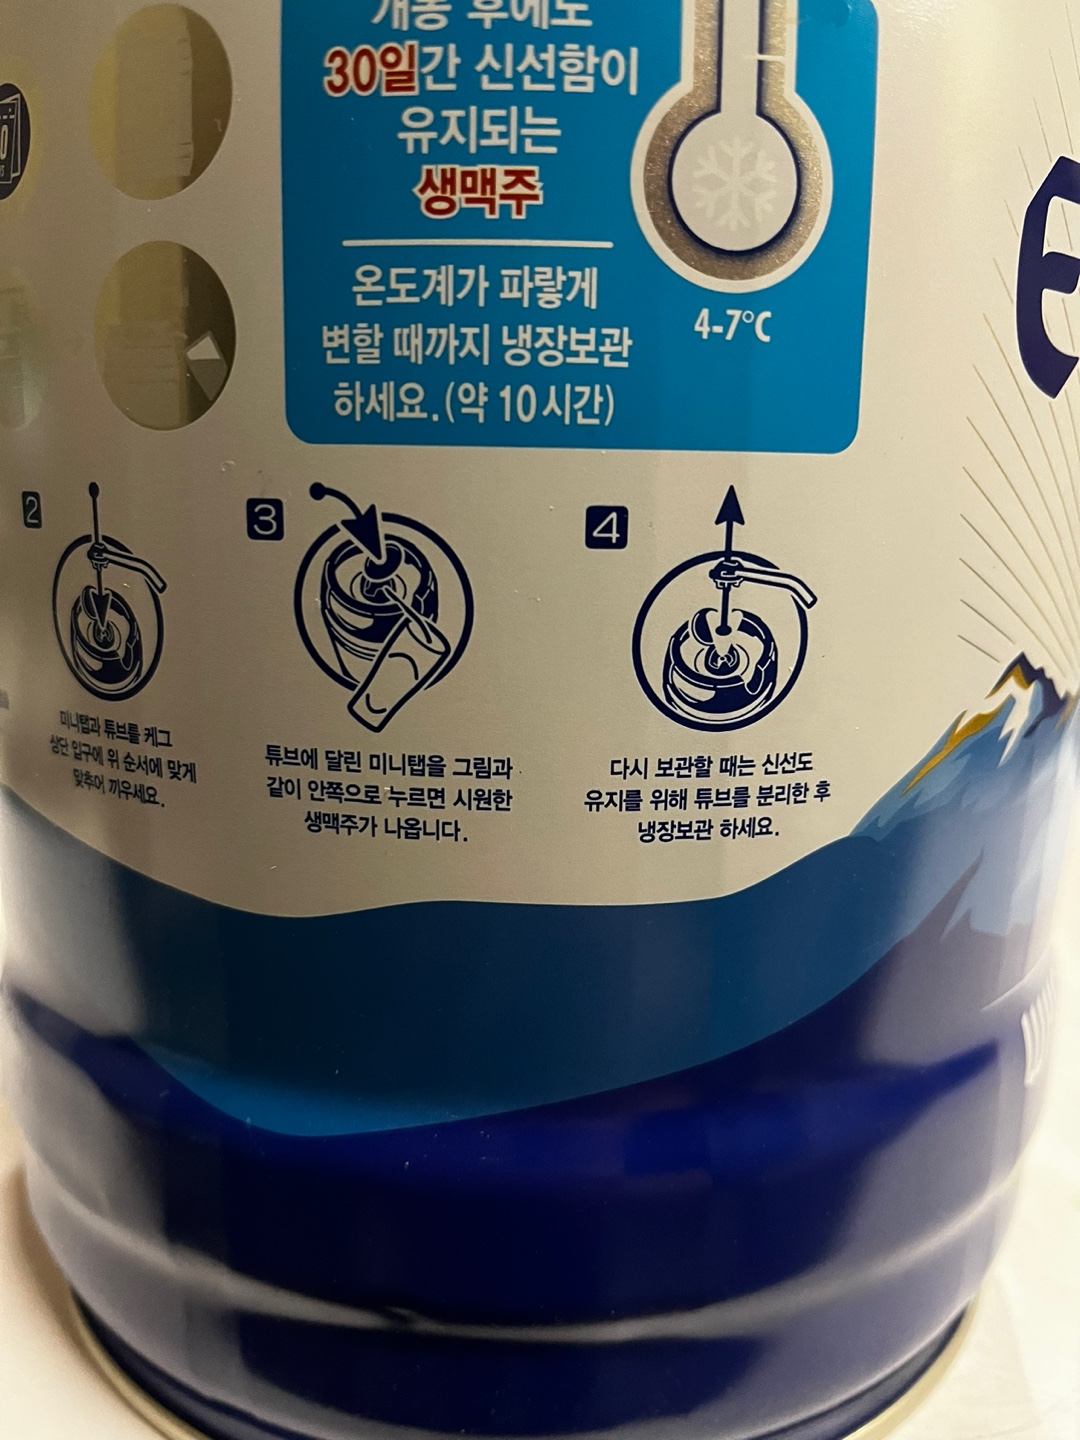 개봉 후에도
30일간 신선함이
유지되는
생맥주
온도계가 파랗게
변할 때까지 냉장보관
하세요.(약 10시간)
4-7°C
2
미니탭과 튜브를 케그
상단 입구에 위 순서에 맞게
맞추어 끼우세요.
3
튜브에 달린 미니탭을 그림과
같이 안쪽으로 누르면 시원한
생맥주가 나옵니다.
4
다시 보관할 때는 신선도
유지를 위해 튜브를 분리한 후
냉장보관 하세요.
E